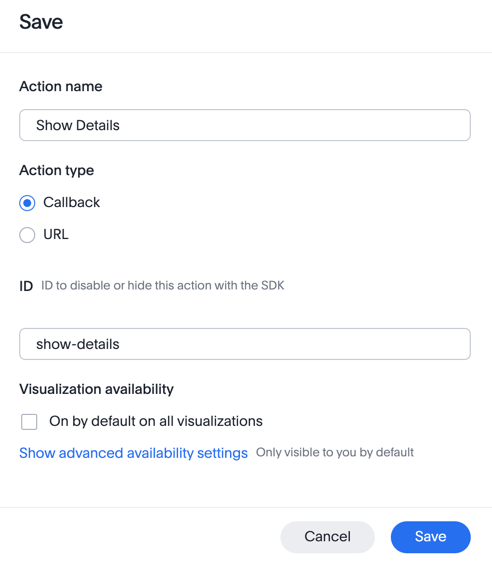 Save
Action name
Show Details
Action type
Callback
URL
ID ID to disable or hide this action with the SDK
show-details
Visualization availability
On by default on all visualizations
Show advanced availability settings Only visible to you by default
Cancel Save